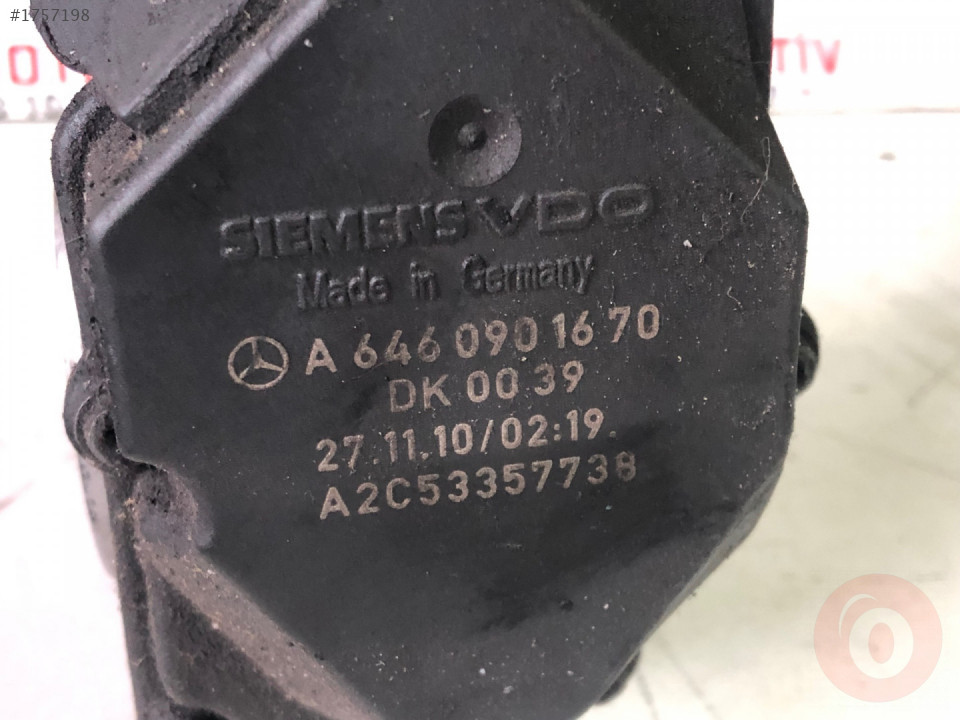 #1757198
SIEMENS VDO
Made in Germany
A 646 090 16 70
DK 00 39
27.11.10/02:19
A2C53357738